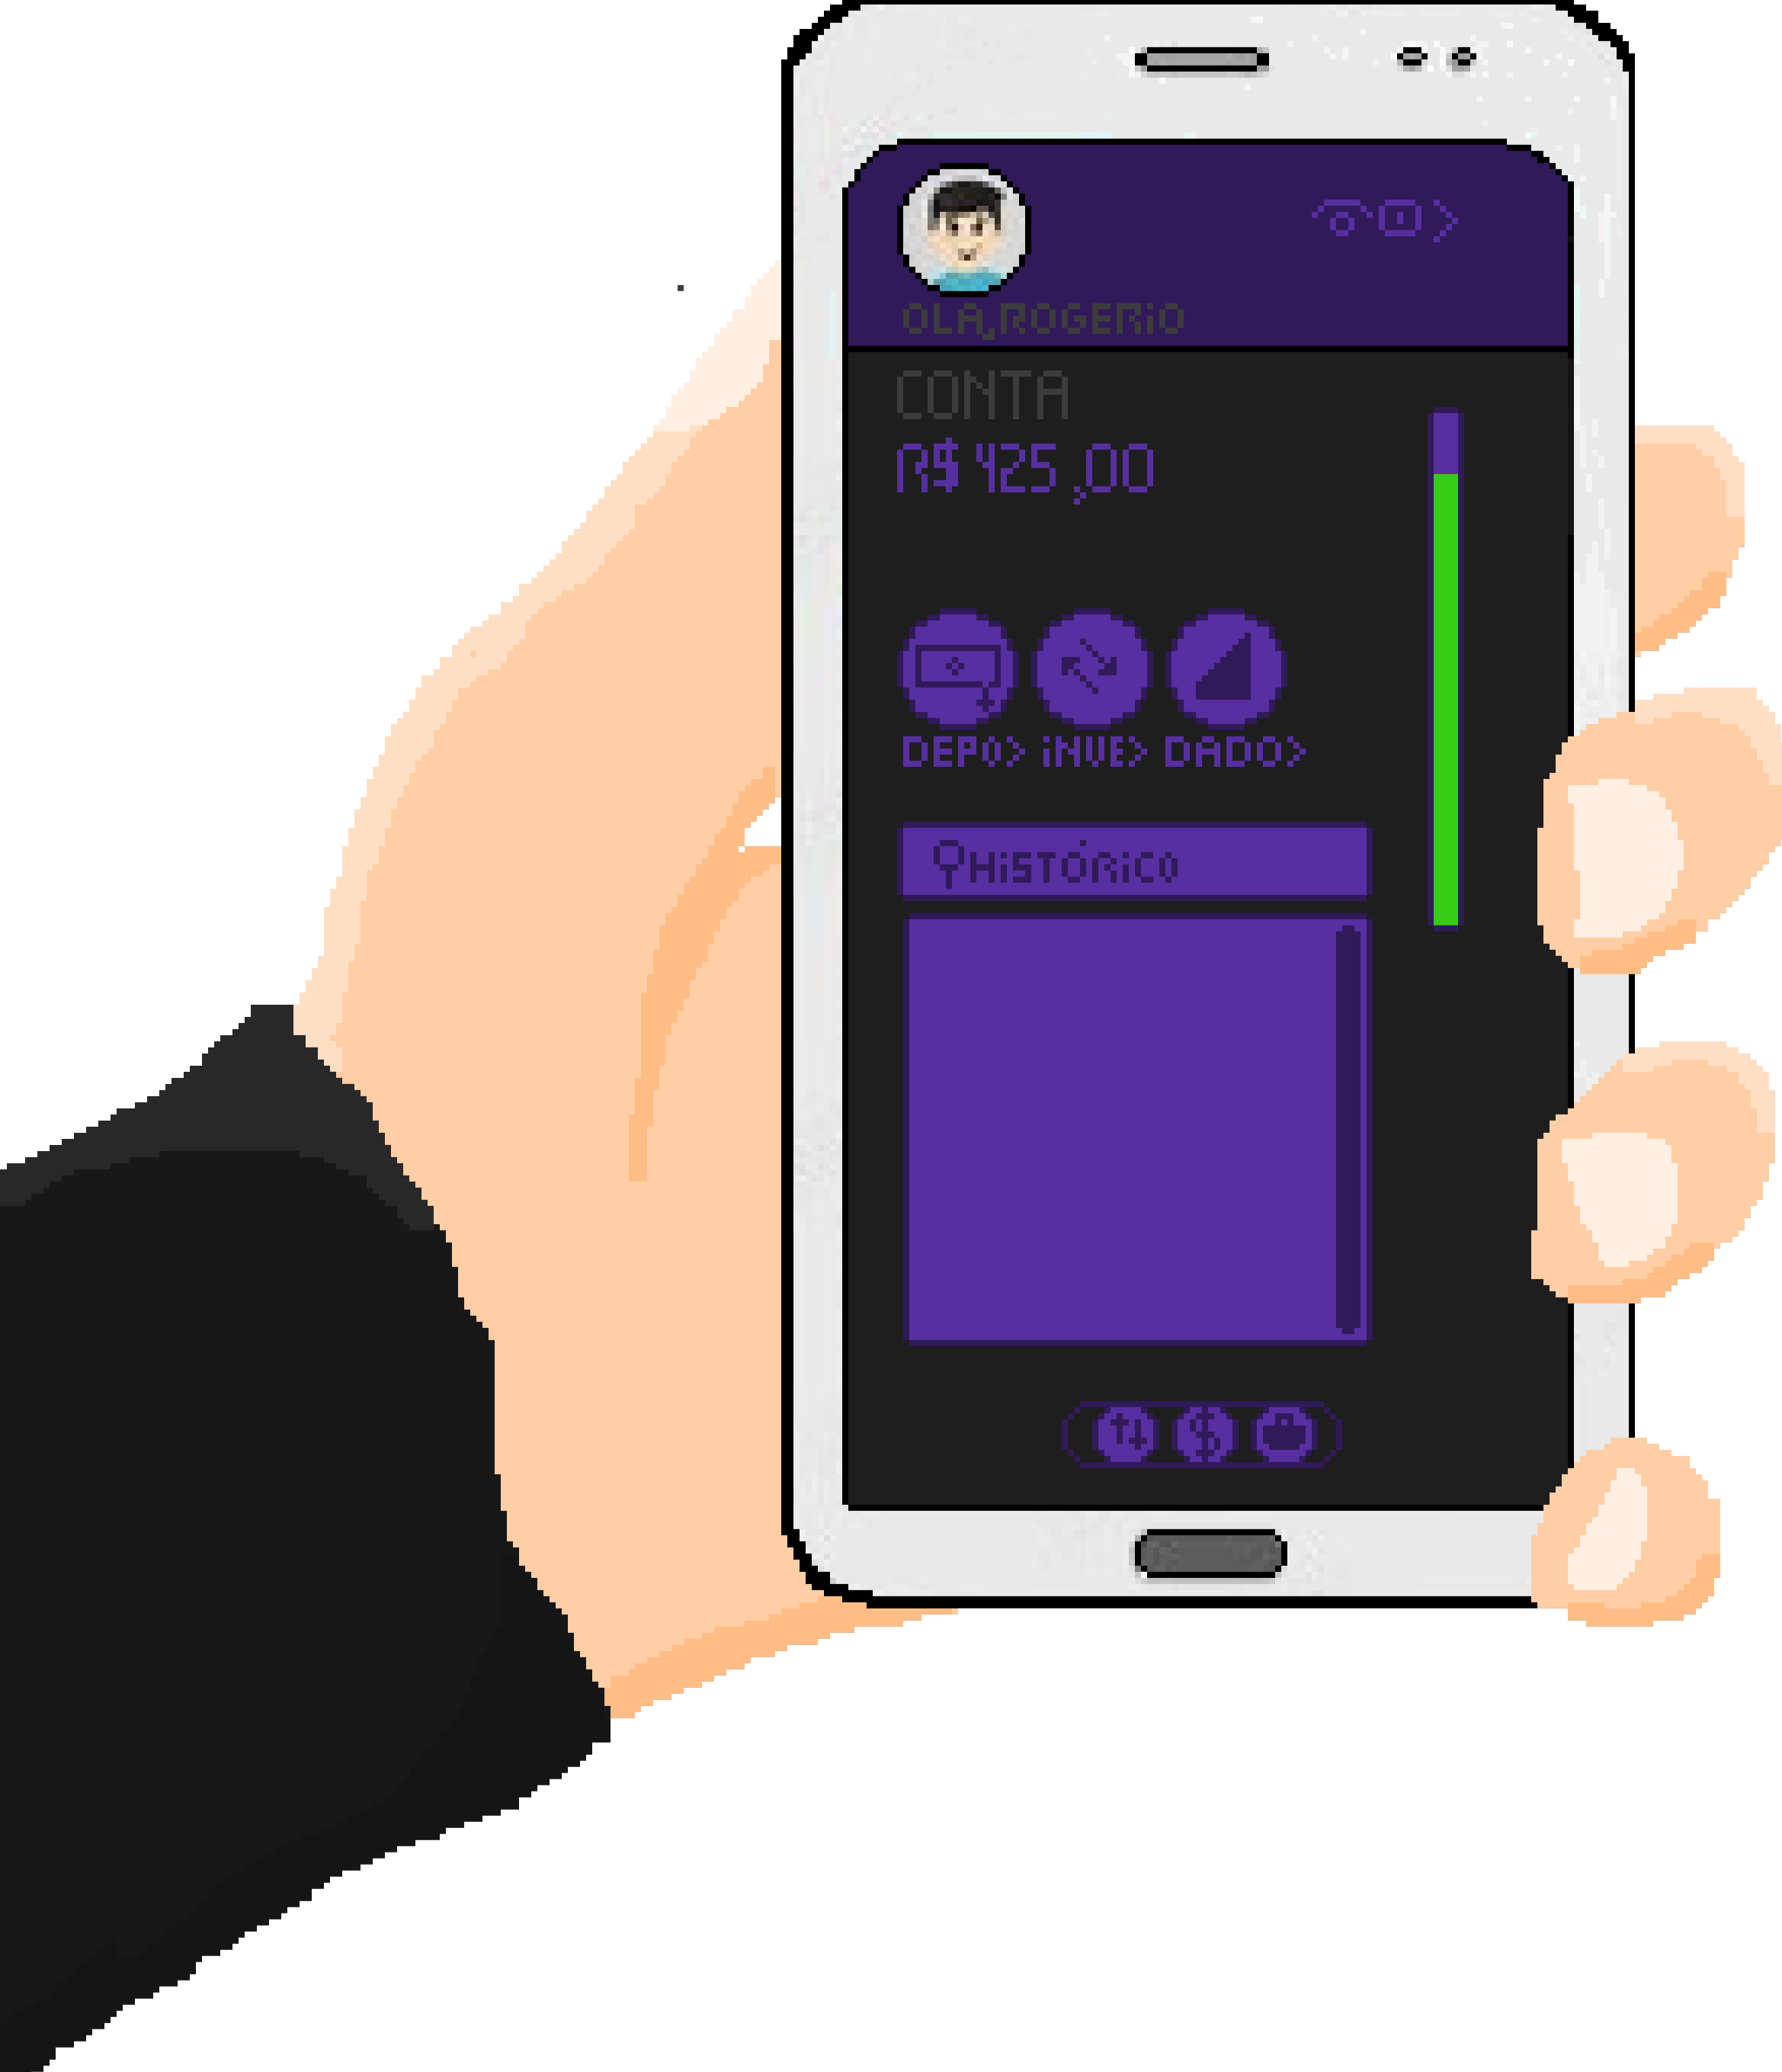 OLA,ROGERiO
CONTA
R$ 425,00
DEPO> iNVE> DADO>
HiSTÓRiCO
$